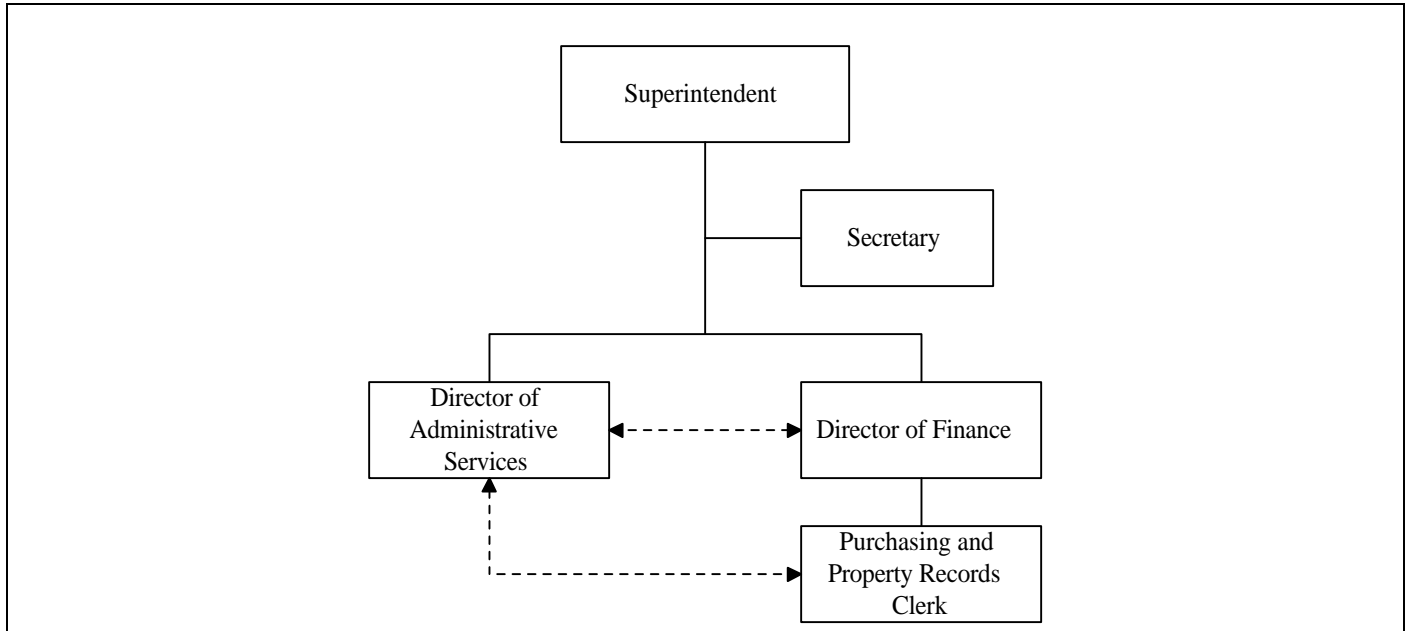 Superintendent
Secretary
Director of
Administrative
Services
Director of Finance
Purchasing and
Property Records
Clerk